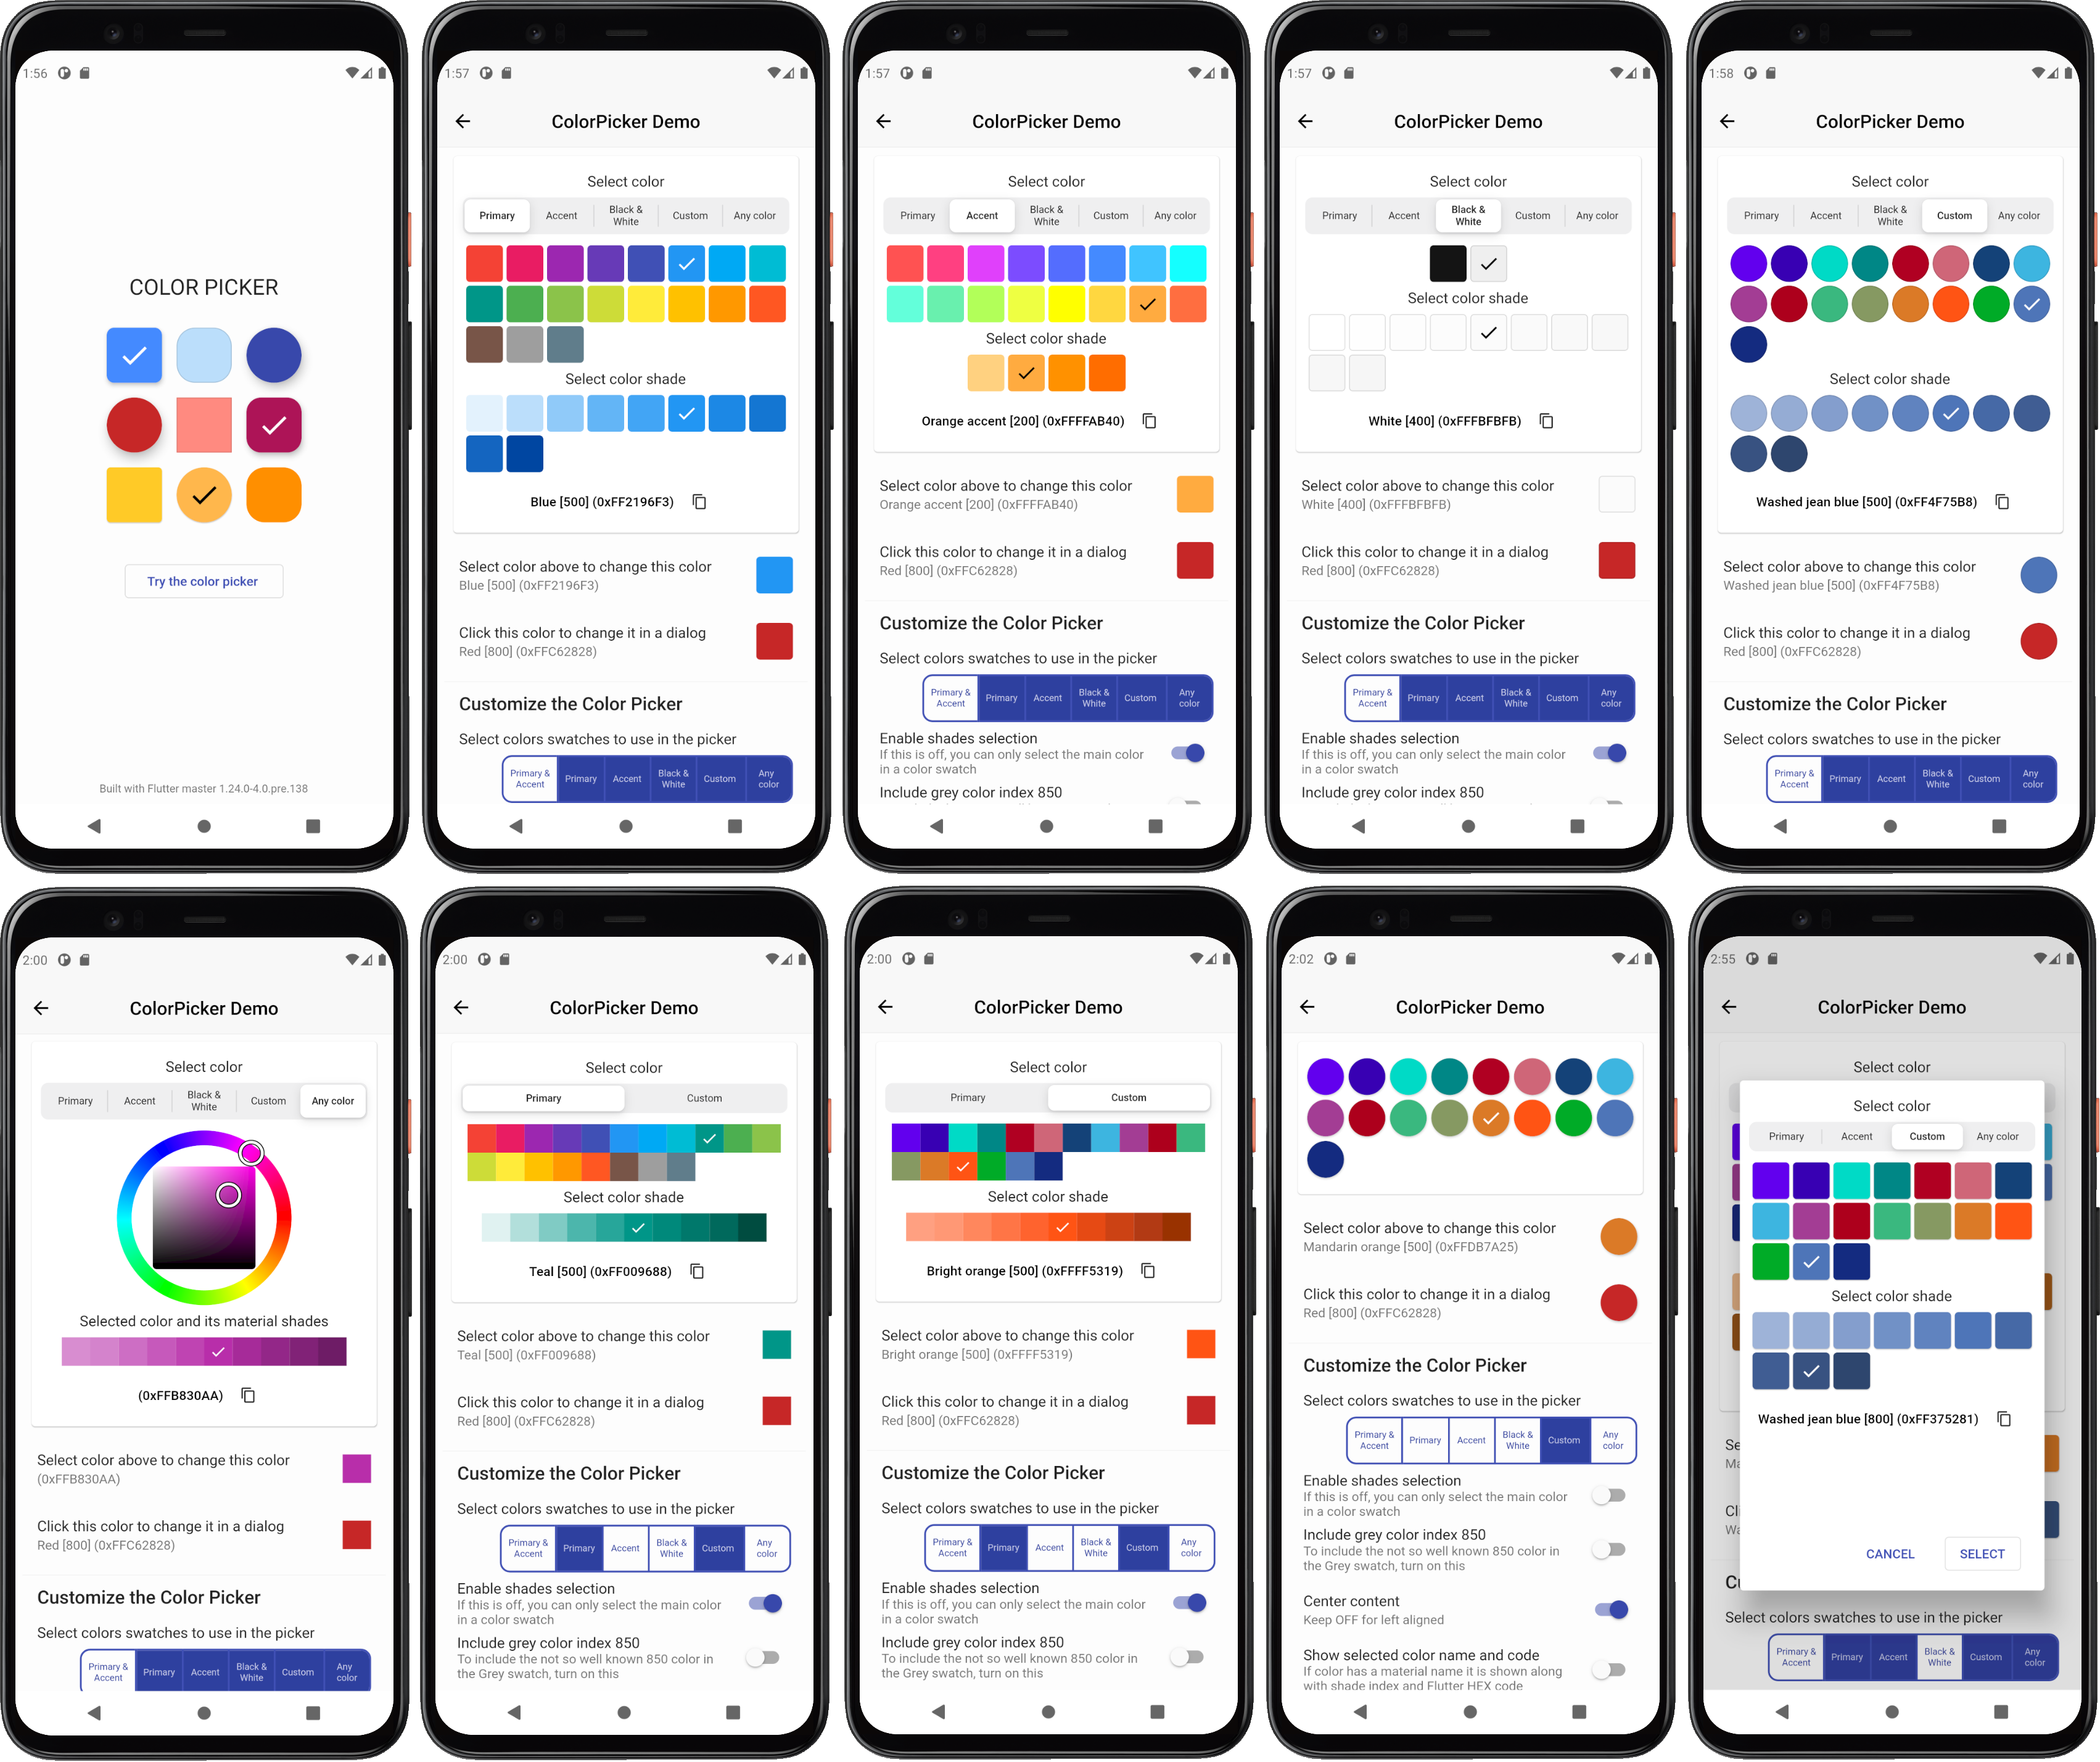 1:56
COLOR PICKER
Try the color picker
Built with Flutter master 1.24.0-4.0.pre.138
1:57
ColorPicker Demo
Select color
Primary
Accent
Black &
White
Custom
Any color
Select color shade
Blue [500] (0xFF2196F3)
Select color above to change this color
Blue [500] (0xFF2196F3)
Click this color to change it in a dialog
Red [800] (0xFFC62828)
Customize the Color Picker
Select colors swatches to use in the picker
Primary &
Accent
Primary
Accent
Black &
White
Custom
Any
color
1:57
ColorPicker Demo
Select color
Primary
Accent
Black &
White
Custom
Any color
Select color shade
Orange accent [200] (0xFFFFAB40)
Select color above to change this color
Orange accent [200] (0xFFFFAB40)
Click this color to change it in a dialog
Red [800] (0xFFC62828)
Customize the Color Picker
Select colors swatches to use in the picker
Primary &
Accent
Primary
Accent
Black &
White
Custom
Any
color
Enable shades selection
If this is off, you can only select the main color
in a color swatch
Include grey color index 850
1:57
ColorPicker Demo
Select color
Primary
Accent
Black &
White
Custom
Any color
Select color shade
White [400] (0xFFFBFBFB)
Select color above to change this color
White [400] (0xFFFBFBFB)
Click this color to change it in a dialog
Red [800] (0xFFC62828)
Customize the Color Picker
Select colors swatches to use in the picker
Primary &
Accent
Primary
Accent
Black &
White
Custom
Any
color
Enable shades selection
If this is off, you can only select the main color
in a color swatch
Include grey color index 850
1:58
ColorPicker Demo
Select color
Primary
Accent
Black &
White
Custom
Any color
Select color shade
Washed jean blue [500] (0xFF4F75B8)
Select color above to change this color
Washed jean blue [500] (0xFF4F75B8)
Click this color to change it in a dialog
Red [800] (0xFFC62828)
Customize the Color Picker
Select colors swatches to use in the picker
Primary &
Accent
Primary
Accent
Black &
White
Custom
Any
color
2:00
ColorPicker Demo
Select color
Primary
Accent
Black &
White
Custom
Any color
Selected color and its material shades
(0xFFB830AA)
Select color above to change this color
(0xFFB830AA)
Click this color to change it in a dialog
Red [800] (0xFFC62828)
Customize the Color Picker
Select colors swatches to use in the picker
Primary &
Accent
Primary
Accent
Black &
White
Custom
Any
color
2:00
ColorPicker Demo
Select color
Primary
Custom
Select color shade
Teal [500] (0xFF009688)
Select color above to change this color
Teal [500] (0xFF009688)
Click this color to change it in a dialog
Red [800] (0xFFC62828)
Customize the Color Picker
Select colors swatches to use in the picker
Primary &
Accent
Primary
Accent
Black &
White
Custom
Any
color
Enable shades selection
If this is off, you can only select the main color
in a color swatch
Include grey color index 850
To include the not so well known 850 color in
the Grey swatch, turn on this
2:00
ColorPicker Demo
Select color
Primary
Custom
Select color shade
Bright orange [500] (0xFFFF5319)
Select color above to change this color
Bright orange [500] (0xFFFF5319)
Click this color to change it in a dialog
Red [800] (0xFFC62828)
Customize the Color Picker
Select colors swatches to use in the picker
Primary &
Accent
Primary
Accent
Black &
White
Custom
Any
color
Enable shades selection
If this is off, you can only select the main color
in a color swatch
Include grey color index 850
To include the not so well known 850 color in
the Grey swatch, turn on this
2:02
ColorPicker Demo
Select color above to change this color
Mandarin orange [500] (0xFFDB7A25)
Click this color to change it in a dialog
Red [800] (0xFFC62828)
Customize the Color Picker
Select colors swatches to use in the picker
Primary &
Accent
Primary
Accent
Black &
White
Custom
Any
color
Enable shades selection
If this is off, you can only select the main color
in a color swatch
Include grey color index 850
To include the not so well known 850 color in
the Grey swatch, turn on this
Center content
Keep OFF for left aligned
Show selected color name and code
If color has a material name it is shown along
with shade index and Flutter HEX code
2:55
ColorPicker Demo
Select color
Select color
Primary
Accent
Custom
Any color
Select color shade
Washed jean blue [800] (0xFF375281)
CANCEL
SELECT
Select colors swatches to use in the picker
Primary &
Accent
Primary
Accent
Black &
White
Custom
Any
color